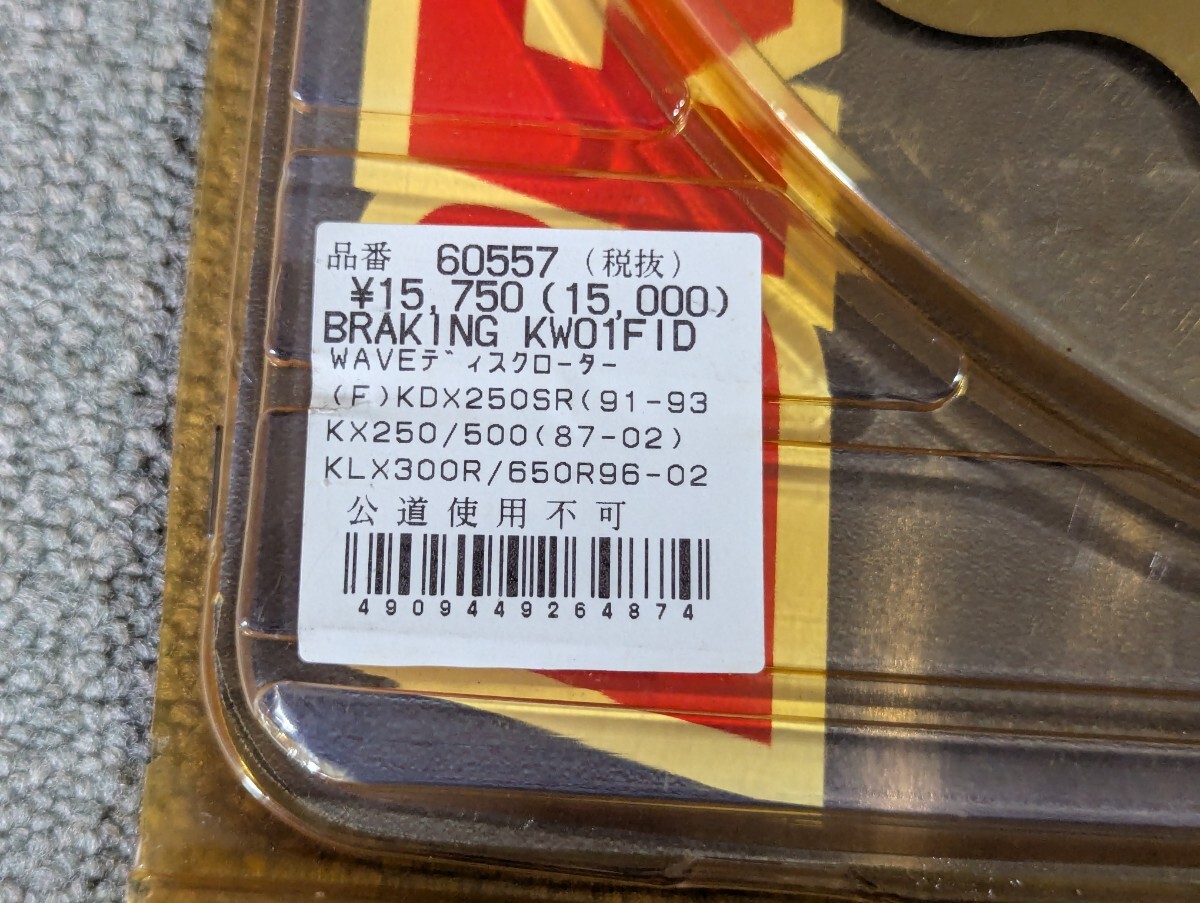 品番 60557 (税抜)
¥15,750 (15,000)
BRAKING KW01FID
WAVEディスクローター
(F)KDX250SR(91-93
KX250/500(87-02)
KLX300R/650R96-02
公道使用不可
4909449264874